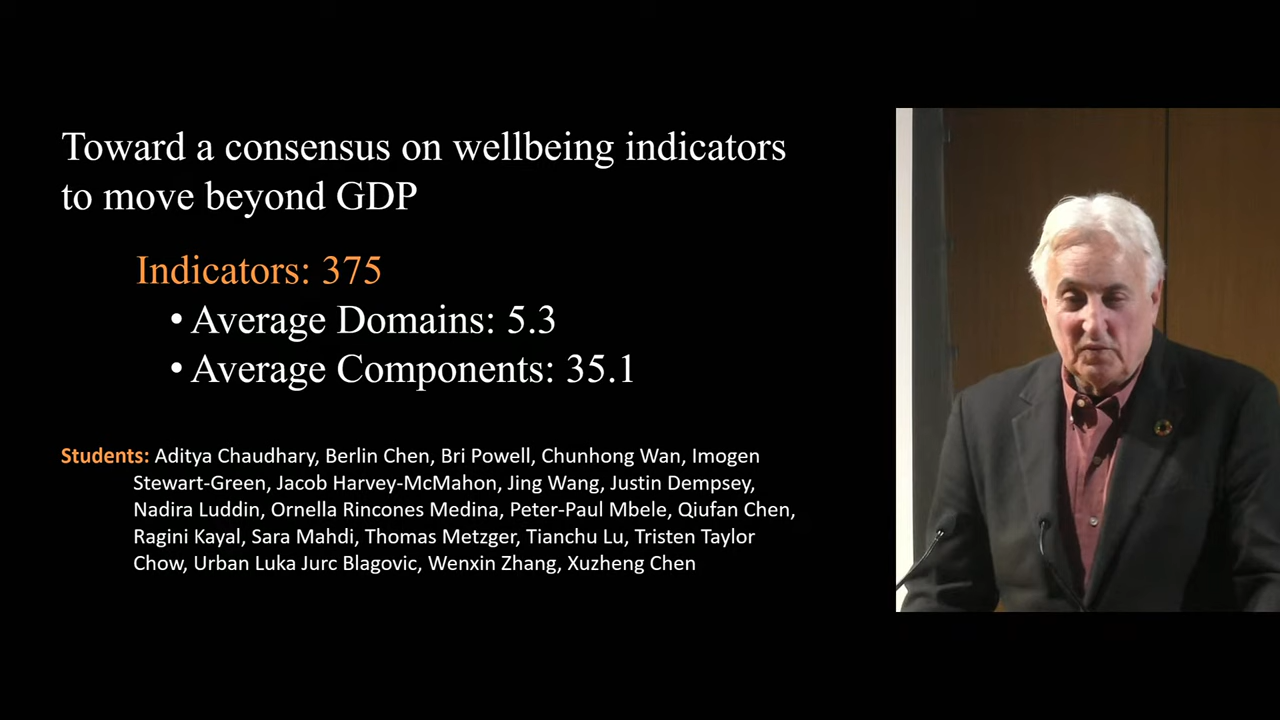 Toward a consensus on wellbeing indicators
to move beyond GDP
Indicators: 375
• Average Domains: 5.3
• Average Components: 35.1
Students: Aditya Chaudhary, Berlin Chen, Bri Powell, Chunhong Wan, Imogen
Stewart-Green, Jacob Harvey-McMahon, Jing Wang, Justin Dempsey,
Nadira Luddin, Ornella Rincones Medina, Peter-Paul Mbele, Qiufan Chen,
Ragini Kayal, Sara Mahdi, Thomas Metzger, Tianchu Lu, Tristen Taylor
Chow, Urban Luka Jurc Blagovic, Wenxin Zhang, Xuzheng Chen